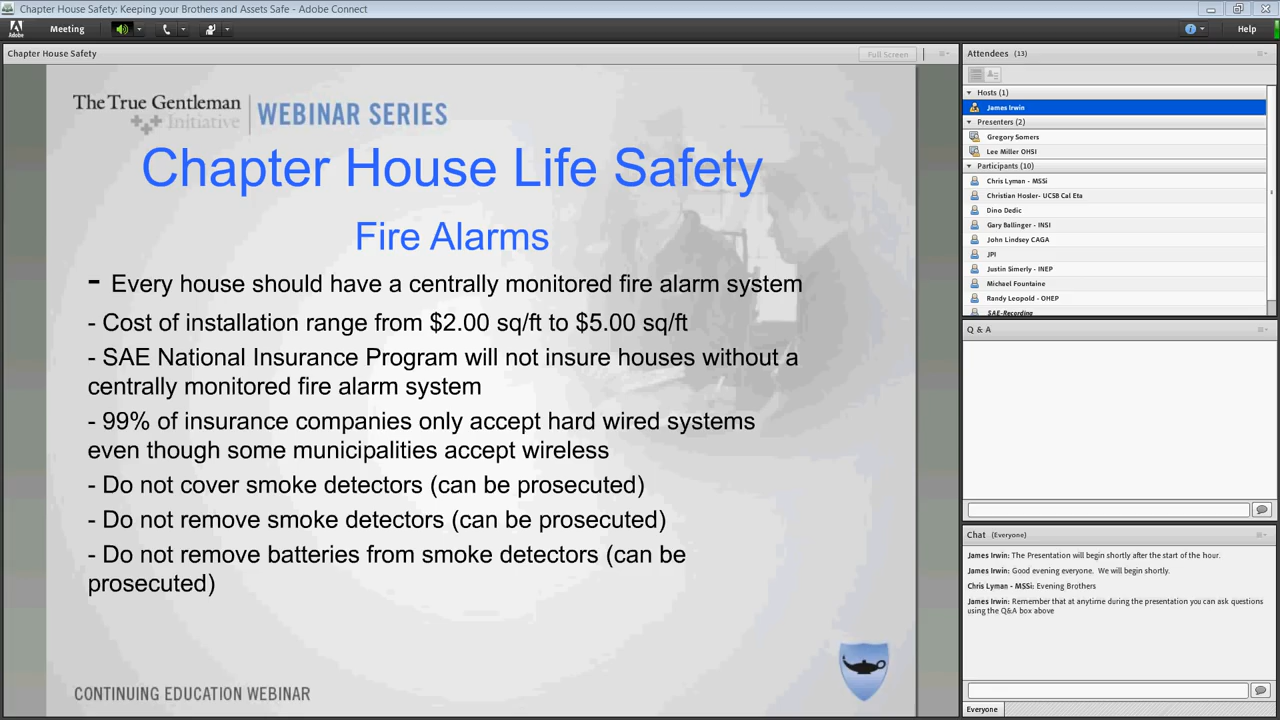 Chapter House Safety: Keeping your Brothers and Assets Safe - Adobe Connect
Adobe
Meeting
Help
Chapter House Safety
Full Screen
The True Gentleman
Initiative
WEBINAR SERIES
Chapter House Life Safety
Fire Alarms
- Every house should have a centrally monitored fire alarm system
- Cost of installation range from $2.00 sq/ft to $5.00 sq/ft
- SAE National Insurance Program will not insure houses without a
centrally monitored fire alarm system
- 99% of insurance companies only accept hard wired systems
even though some municipalities accept wireless
- Do not cover smoke detectors (can be prosecuted)
- Do not remove smoke detectors (can be prosecuted)
- Do not remove batteries from smoke detectors (can be
prosecuted)
CONTINUING EDUCATION WEBINAR
Attendees (13)
Hosts (1)
James Irwin
Presenters (2)
Gregory Somers
Lee Miller OHSI
Participants (10)
Chris Lyman - MSSi
Christian Hosler- UCSB Cal Eta
Dino Dedic
Gary Ballinger - INSI
John Lindsey CAGA
JPI
Justin Simerly - INEP
Michael Fountaine
Randy Leopold - OHEP
SAE-Recording
Q & A
Chat (Everyone)
James Irwin: The Presentation will begin shortly after the start of the hour.
James Irwin: Good evening everyone. We will begin shortly.
Chris Lyman - MSSi: Evening Brothers
James Irwin: Remember that at anytime during the presentation you can ask questions
using the Q&A box above
Everyone